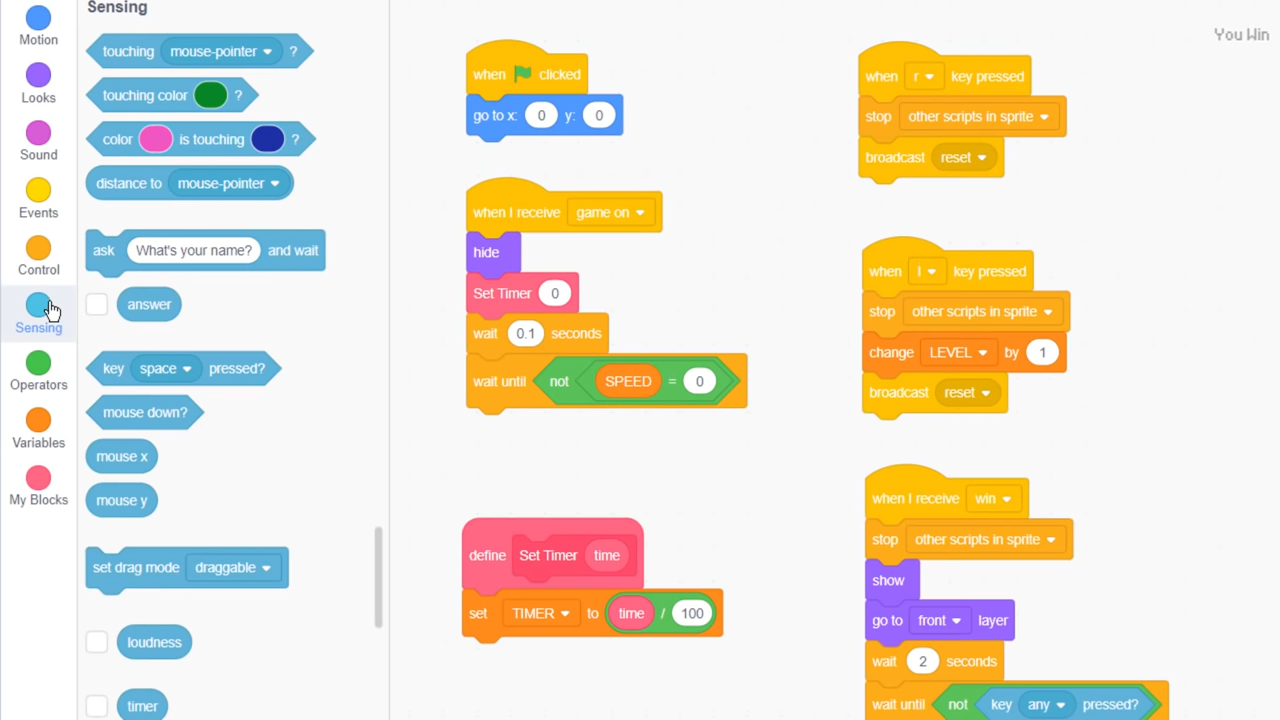 Motion
Looks
Sound
Events
Control
Sensing
Operators
Variables
My Blocks
Sensing
touching mouse-pointer ?
touching color ?
color is touching ?
distance to mouse-pointer
ask What's your name? and wait
answer
key space pressed?
mouse down?
mouse x
mouse y
set drag mode draggable
loudness
timer
when clicked
go to x: 0 y: 0
when I receive game on
hide
Set Timer 0
wait 0.1 seconds
wait until not SPEED = 0
define Set Timer time
set TIMER to time / 100
You Win
when r key pressed
stop other scripts in sprite
broadcast reset
when l key pressed
stop other scripts in sprite
change LEVEL by 1
broadcast reset
when I receive win
stop other scripts in sprite
show
go to front layer
wait 2 seconds
wait until not key any pressed?